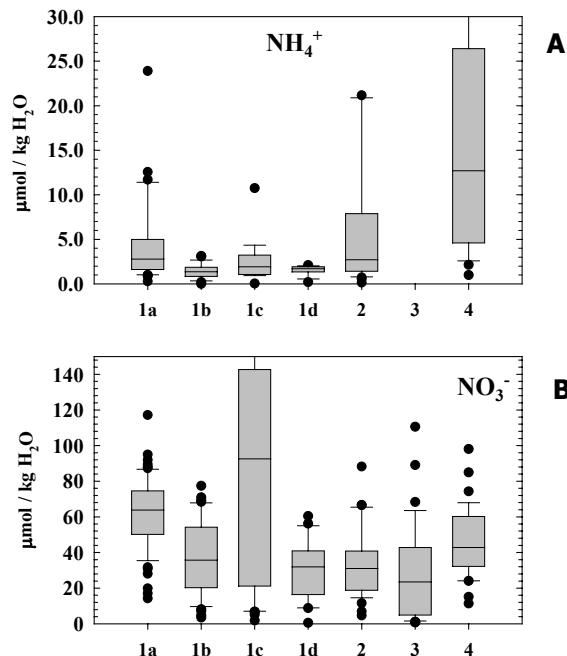 NH₄⁺
A
30.0
25.0
20.0
15.0
10.0
5.0
0.0
μmol / kg H₂O
1a 1b 1c 1d 2 3 4
NO₃⁻
B
140
120
100
80
60
40
20
0
μmol / kg H₂O
1a 1b 1c 1d 2 3 4